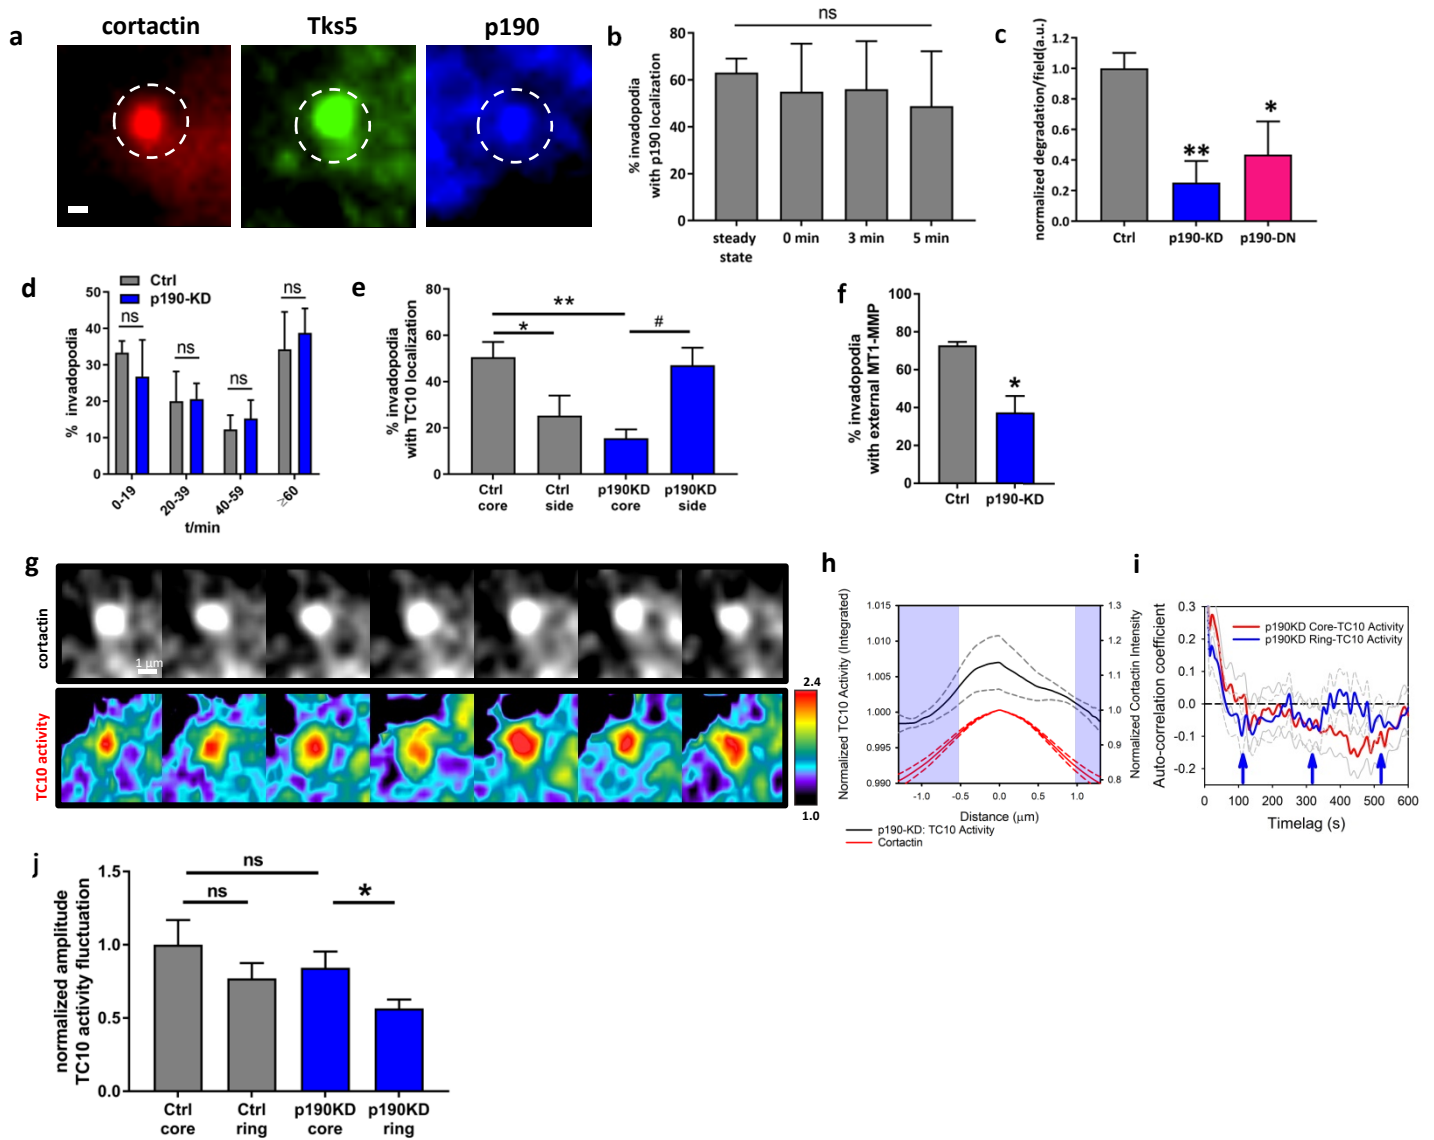 a
cortactin
Tks5
p190
b
ns
80
60
40
20
0
% invadopodia
with p190 localization
steady
state
0 min
3 min
5 min
c
1.2
1.0
0.8
0.6
0.4
0.2
0.0
normalized degradation/field(a.u.)
**
*
Ctrl
p190-KD
p190-DN
d
Ctrl
p190-KD
50
40
30
20
10
0
% invadopodia
ns
ns
ns
ns
0-19
20-39
40-59
≥60
t/min
e
80
60
40
20
0
% invadopodia
with TC10 localization
**
*
#
Ctrl
core
Ctrl
side
p190KD
core
p190KD
side
f
100
80
60
40
20
0
% invadopodia
with external MT1-MMP
*
Ctrl
p190-KD
g
cortactin
1 μm
TC10 activity
2.4
1.0
h
1.015
1.010
1.005
1.000
0.995
0.990
Normalized TC10 Activity (Integrated)
1.3
1.2
1.1
1.0
0.9
0.8
Normalized Cortactin Intensity
-1.0
-0.5
0.0
0.5
1.0
Distance (μm)
p190-KD: TC10 Activity
Cortactin
i
0.3
0.2
0.1
0.0
-0.1
-0.2
Auto-correlation coefficient
p190KD Core-TC10 Activity
p190KD Ring-TC10 Activity
0
100
200
300
400
500
600
Timelag (s)
j
1.5
1.0
0.5
0.0
normalized amplitude
TC10 activity fluctuation
ns
ns
*
Ctrl
core
Ctrl
ring
p190KD
core
p190KD
ring